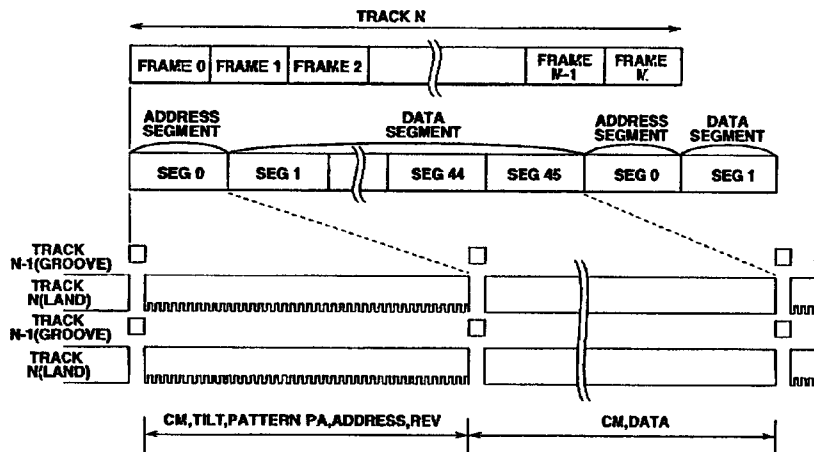 TRACK N
FRAME 0 FRAME 1 FRAME 2 FRAME M-1 FRAME M
ADDRESS SEGMENT DATA SEGMENT ADDRESS SEGMENT DATA SEGMENT
SEG 0 SEG 1 SEG 44 SEG 45 SEG 0 SEG 1
TRACK
N-1(GROOVE)
TRACK
N(LAND)
TRACK
N-1(GROOVE)
TRACK
N(LAND)
CM,TILT,PATTERN PA,ADDRESS,REV CM,DATA